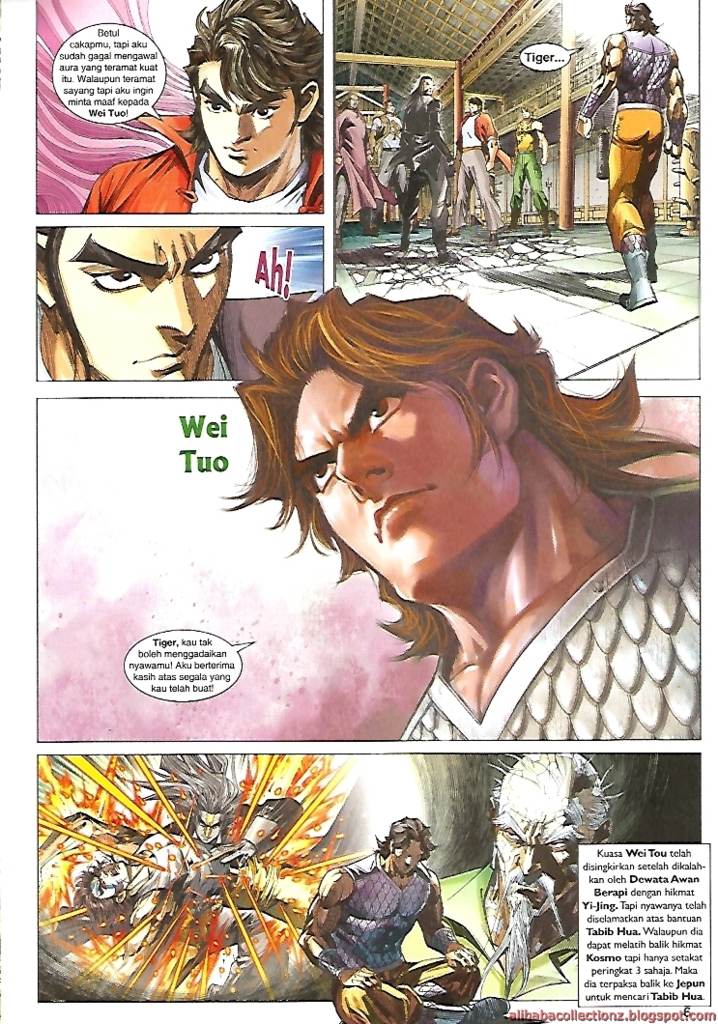 Betul
cakapmu, tapi aku
sudah gagal mengawal
aura yang teramat kuat
itu. Walaupun teramat
sayang tapi aku ingin
minta maaf kepada
Wei Tuo!
Tiger...
Ah!
Wei
Tuo
Tiger, kau tak
boleh menggadaikan
nyawamu! Aku berterima
kasih atas segala yang
kau telah buat!
Kuasa Wei Tou telah
disingkirkan setelah dikalah-
kan oleh Dewata Awan
Berapi dengan hikmat
Yi-Jing. Tapi nyawanya telah
diselamatkan atas bantuan
Tabib Hua. Walaupun dia
dapat melatih balik hikmat
Kosmo tapi hanya setakat
peringkat 3 sahaja. Maka
dia terpaksa balik ke Jepun
untuk mencari Tabib Hua.
alibabacollectionz.blogspot.com